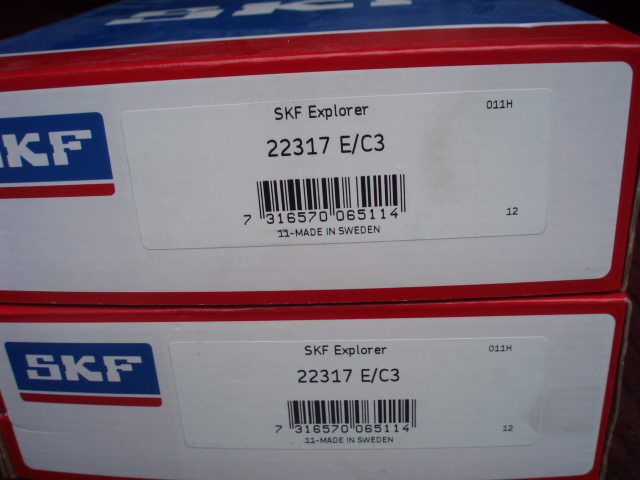 SKF
SKF
SKF Explorer
011H
22317 E/C3
7 316570 065114
12
11-MADE IN SWEDEN
SKF
SKF Explorer
011H
22317 E/C3
7 316570 065114
12
11-MADE IN SWEDEN